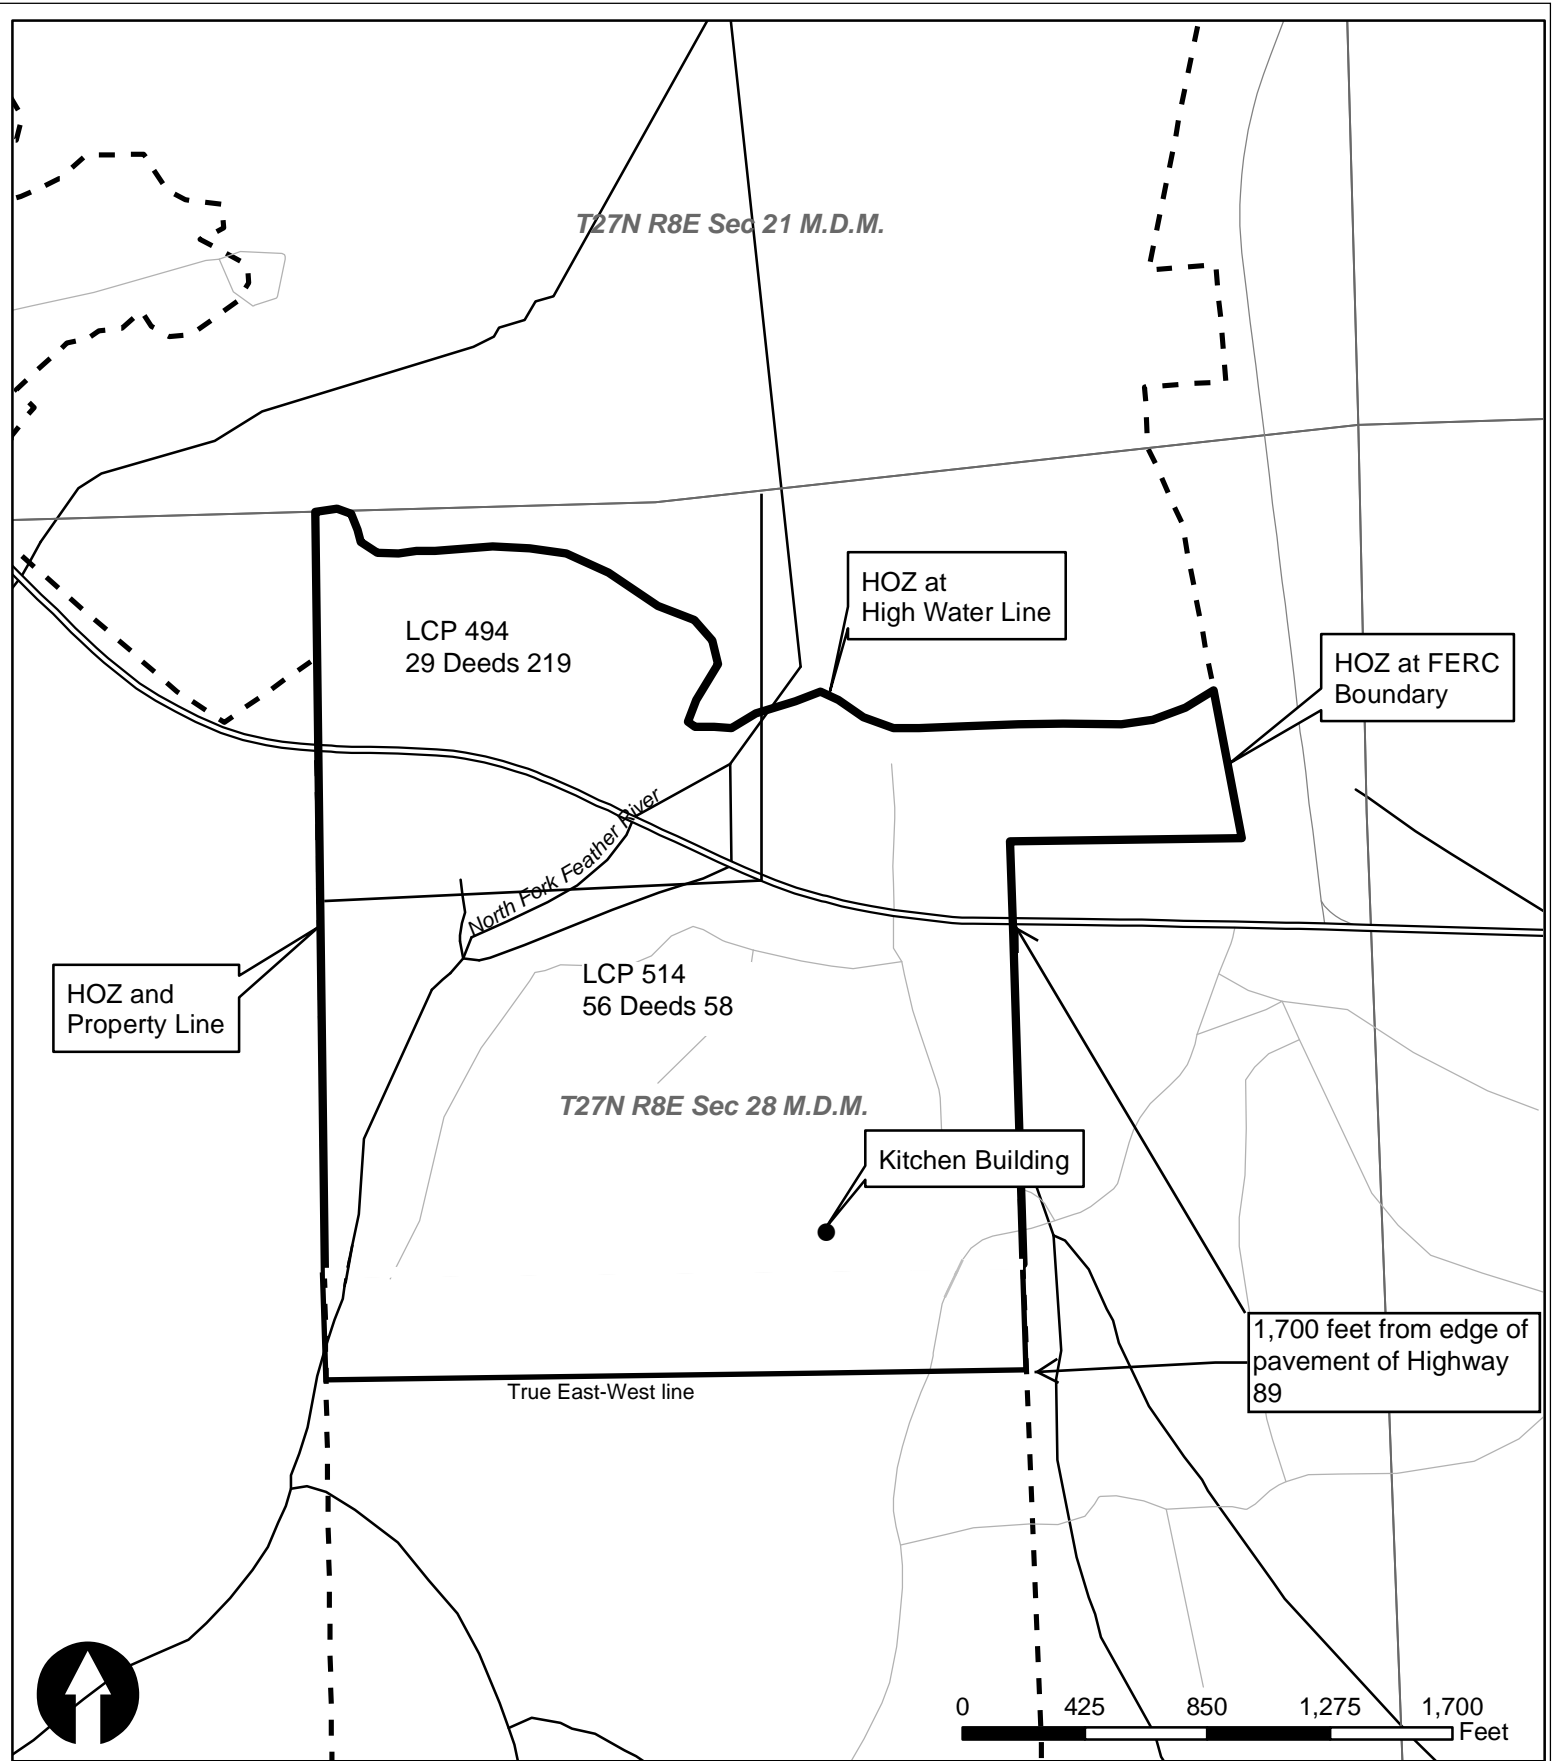 T27N R8E Sec 21 M.D.M.
HOZ at
High Water Line
LCP 494
29 Deeds 219
HOZ at FERC
Boundary
North Fork Feather River
LCP 514
56 Deeds 58
HOZ and
Property Line
T27N R8E Sec 28 M.D.M.
Kitchen Building
1,700 feet from edge of
pavement of Highway
89
True East-West line
0 425 850 1,275 1,700
Feet